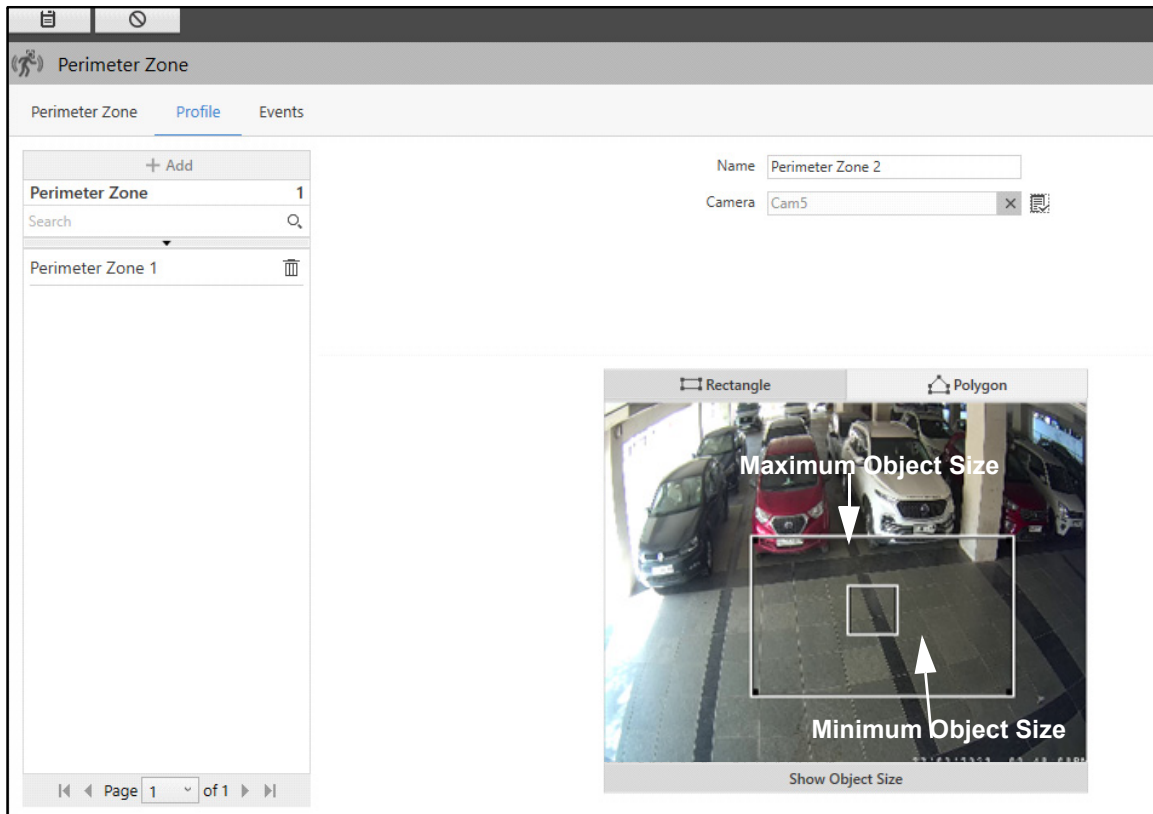 Perimeter Zone
Perimeter Zone Profile Events
+ Add
Perimeter Zone 1
Search
Perimeter Zone 1
Page 1 of 1
Name Perimeter Zone 2
Camera Cam5
Rectangle Polygon
Maximum Object Size
Minimum Object Size
Show Object Size